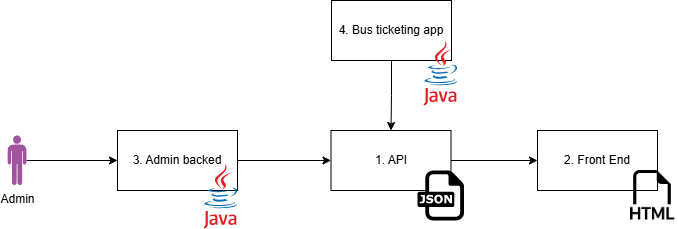 4. Bus ticketing app
Java
3. Admin backed
1. API
2. Front End
Admin
Java
JSON
HTML